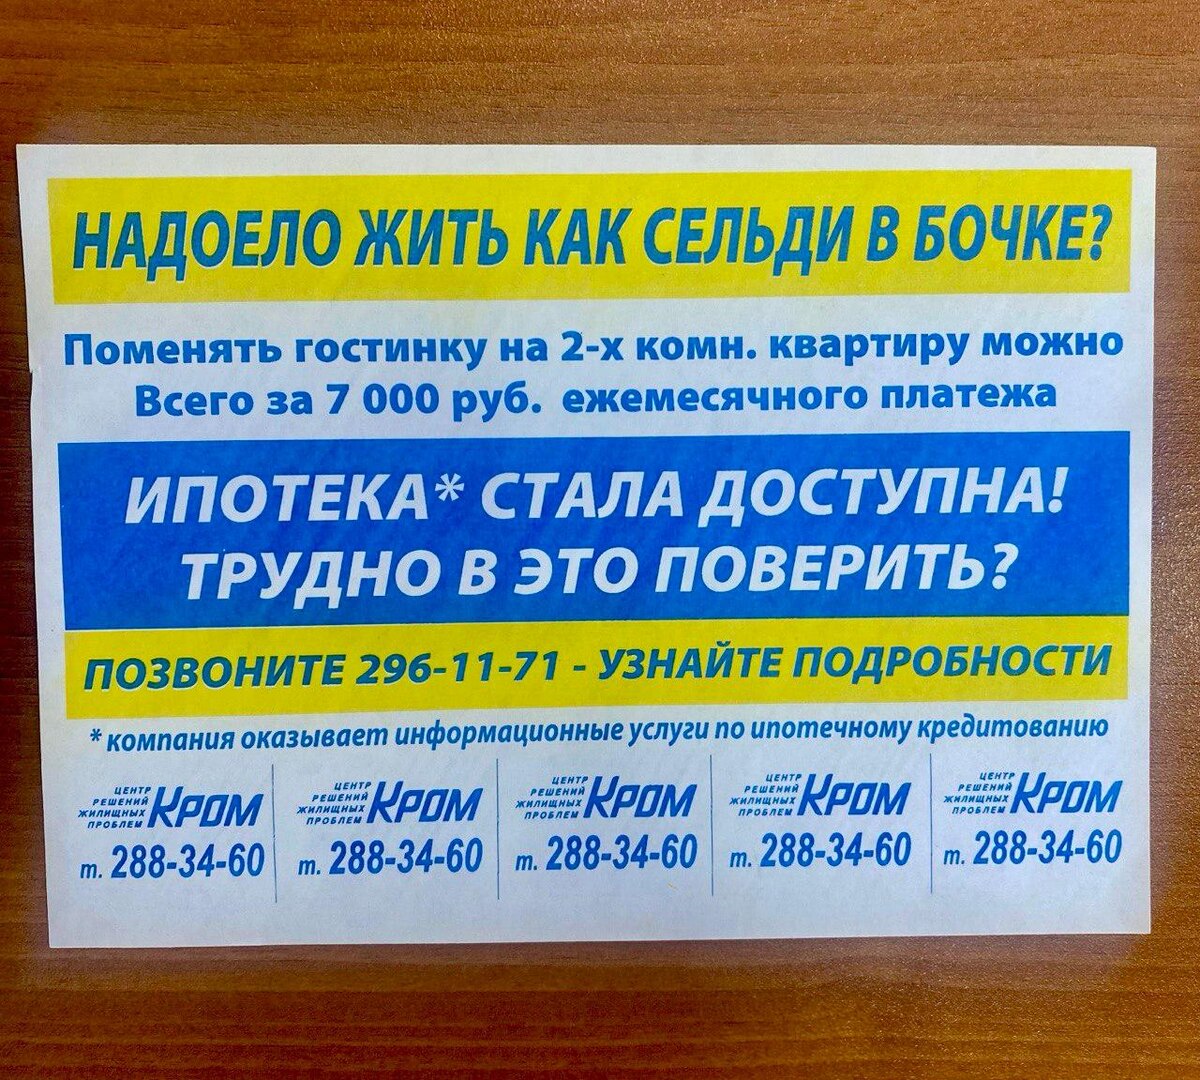 НАДОЕЛО ЖИТЬ КАК СЕЛЬДИ В БОЧКЕ?
Поменять гостинку на 2-х комн. квартиру можно
Всего за 7 000 руб. ежемесячного платежа
ИПОТЕКА* СТАЛА ДОСТУПНА!
ТРУДНО В ЭТО ПОВЕРИТЬ?
ПОЗВОНИТЕ 296-11-71 - УЗНАЙТЕ ПОДРОБНОСТИ
* компания оказывает информационные услуги по ипотечному кредитованию
ЦЕНТР
РЕШЕНИЙ
ЖИЛИЩНЫХ
ПРОБЛЕМ
КРОМ
т. 288-34-60
ЦЕНТР
РЕШЕНИЙ
ЖИЛИЩНЫХ
ПРОБЛЕМ
КРОМ
т. 288-34-60
ЦЕНТР
РЕШЕНИЙ
ЖИЛИЩНЫХ
ПРОБЛЕМ
КРОМ
т. 288-34-60
ЦЕНТР
РЕШЕНИЙ
ЖИЛИЩНЫХ
ПРОБЛЕМ
КРОМ
т. 288-34-60
ЦЕНТР
РЕШЕНИЙ
ЖИЛИЩНЫХ
ПРОБЛЕМ
КРОМ
т. 288-34-60